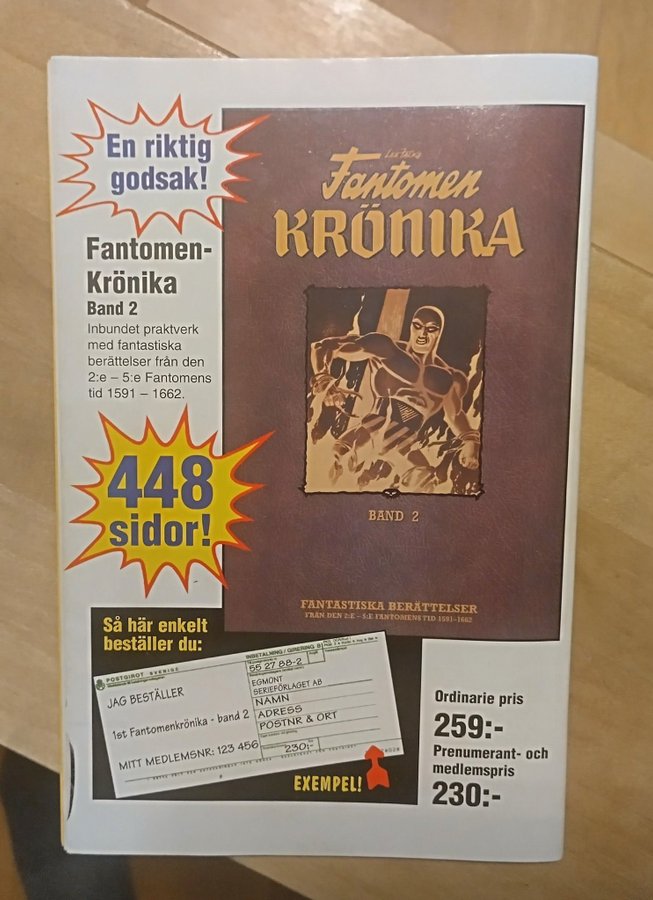 En riktig
godsak!
Fantomen-
Krönika
Band 2
Inbundet praktverk
med fantastiska
berättelser från den
2:e – 5:e Fantomens
tid 1591 – 1662.
448
sidor!
Lee Falks
Fantomen
KRÖNIKA
BAND 2
FANTASTISKA BERÄTTELSER
FRÅN DEN 2:E – 5:E FANTOMENS TID 1591–1662
Så här enkelt
beställer du:
POSTGIROT SVERIGE
INBETALNING / GIRERING
55 27 88-2
JAG BESTÄLLER
1st Fantomenkrönika - band 2
MITT MEDLEMSNR: 123 456
EGMONT
SERIEFÖRLAGET AB
NAMN
ADRESS
POSTNR & ORT
230:-
EXEMPEL!
Ordinarie pris
259:-
Prenumerant- och
medlemspris
230:-